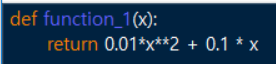 def function_1(x):
    return 0.01*x**2 + 0.1 * x